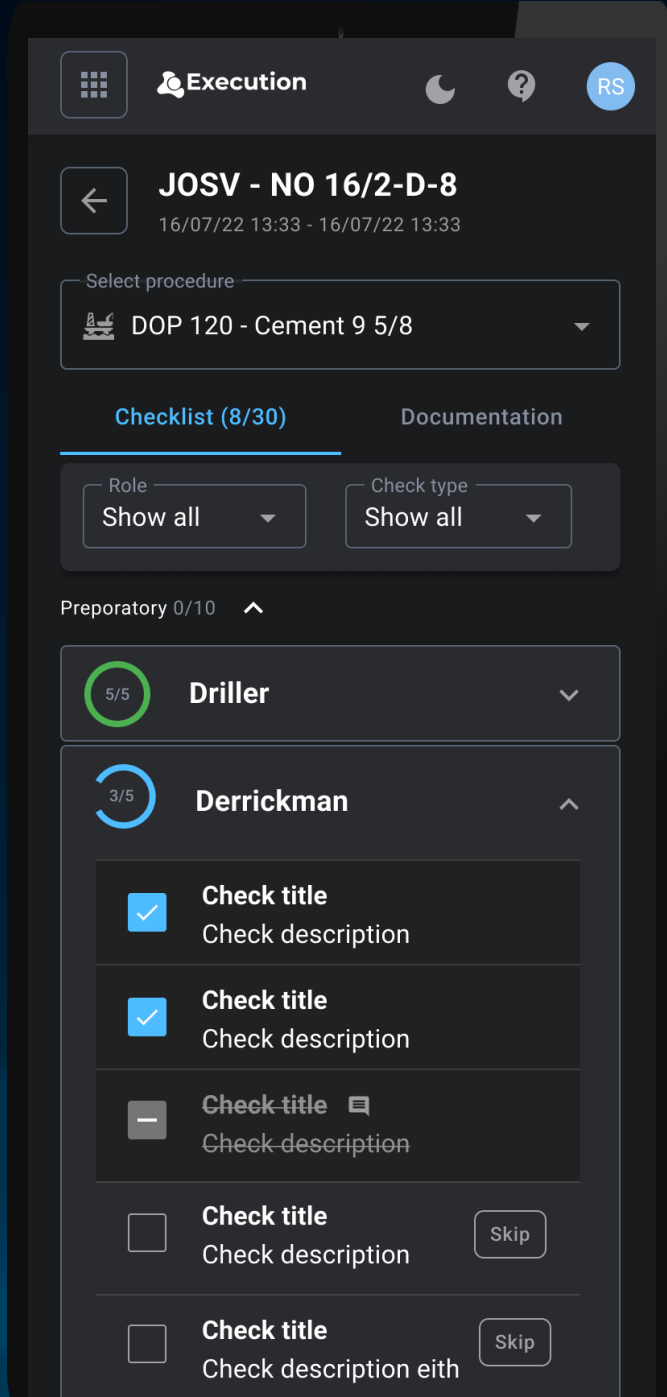 Execution
RS
JOSV - NO 16/2-D-8
16/07/22 13:33 - 16/07/22 13:33
Select procedure
DOP 120 - Cement 9 5/8
Checklist (8/30)
Documentation
Role
Check type
Show all
Show all
Preporatory 0/10
5/5
Driller
3/5
Derrickman
Check title
Check description
Check title
Check description
Check title
Check description
Check title
Skip
Check description
Check title
Skip
Check description eith